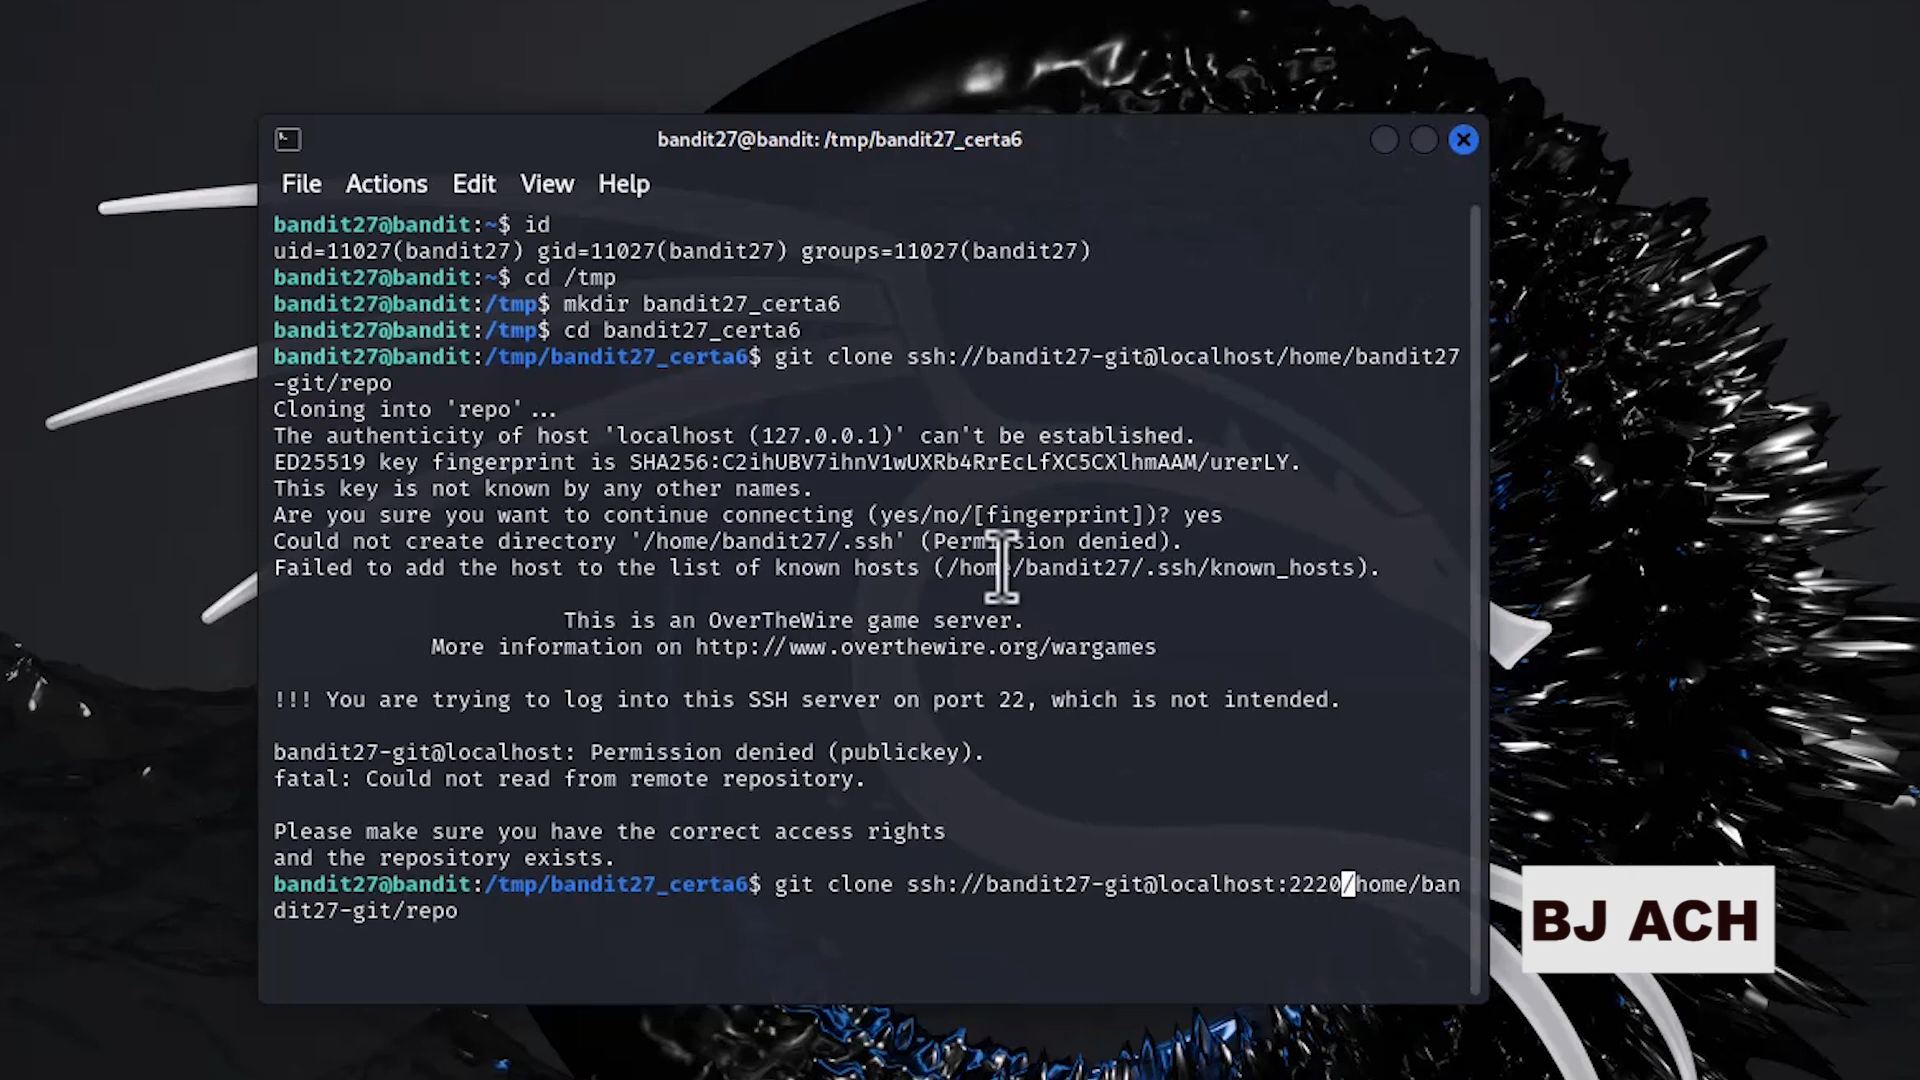 bandit27@bandit: /tmp/bandit27_certa6
File Actions Edit View Help
bandit27@bandit:~$ id
uid=11027(bandit27) gid=11027(bandit27) groups=11027(bandit27)
bandit27@bandit:~$ cd /tmp
bandit27@bandit:/tmp$ mkdir bandit27_certa6
bandit27@bandit:/tmp$ cd bandit27_certa6
bandit27@bandit:/tmp/bandit27_certa6$ git clone ssh://bandit27-git@localhost/home/bandit27
-git/repo
Cloning into 'repo'...
The authenticity of host 'localhost (127.0.0.1)' can't be established.
ED25519 key fingerprint is SHA256:C2ihUBV7ihnV1wUXRb4RrEcLfXC5CXlhmAAM/urerLY.
This key is not known by any other names.
Are you sure you want to continue connecting (yes/no/[fingerprint])? yes
Could not create directory '/home/bandit27/.ssh' (Permission denied).
Failed to add the host to the list of known hosts (/home/bandit27/.ssh/known_hosts).
This is an OverTheWire game server.
More information on http://www.overthewire.org/wargames
!!! You are trying to log into this SSH server on port 22, which is not intended.
bandit27-git@localhost: Permission denied (publickey).
fatal: Could not read from remote repository.
Please make sure you have the correct access rights
and the repository exists.
bandit27@bandit:/tmp/bandit27_certa6$ git clone ssh://bandit27-git@localhost:2220/home/ban
dit27-git/repo
BJ ACH